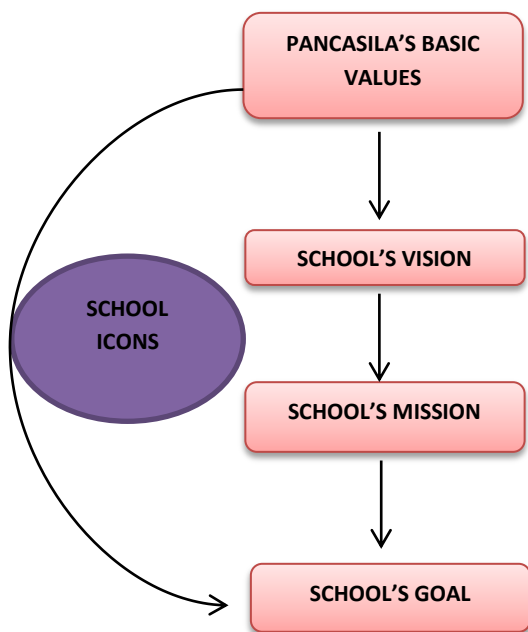 PANCASILA’S BASIC
VALUES
SCHOOL’S VISION
SCHOOL
ICONS
SCHOOL’S MISSION
SCHOOL’S GOAL